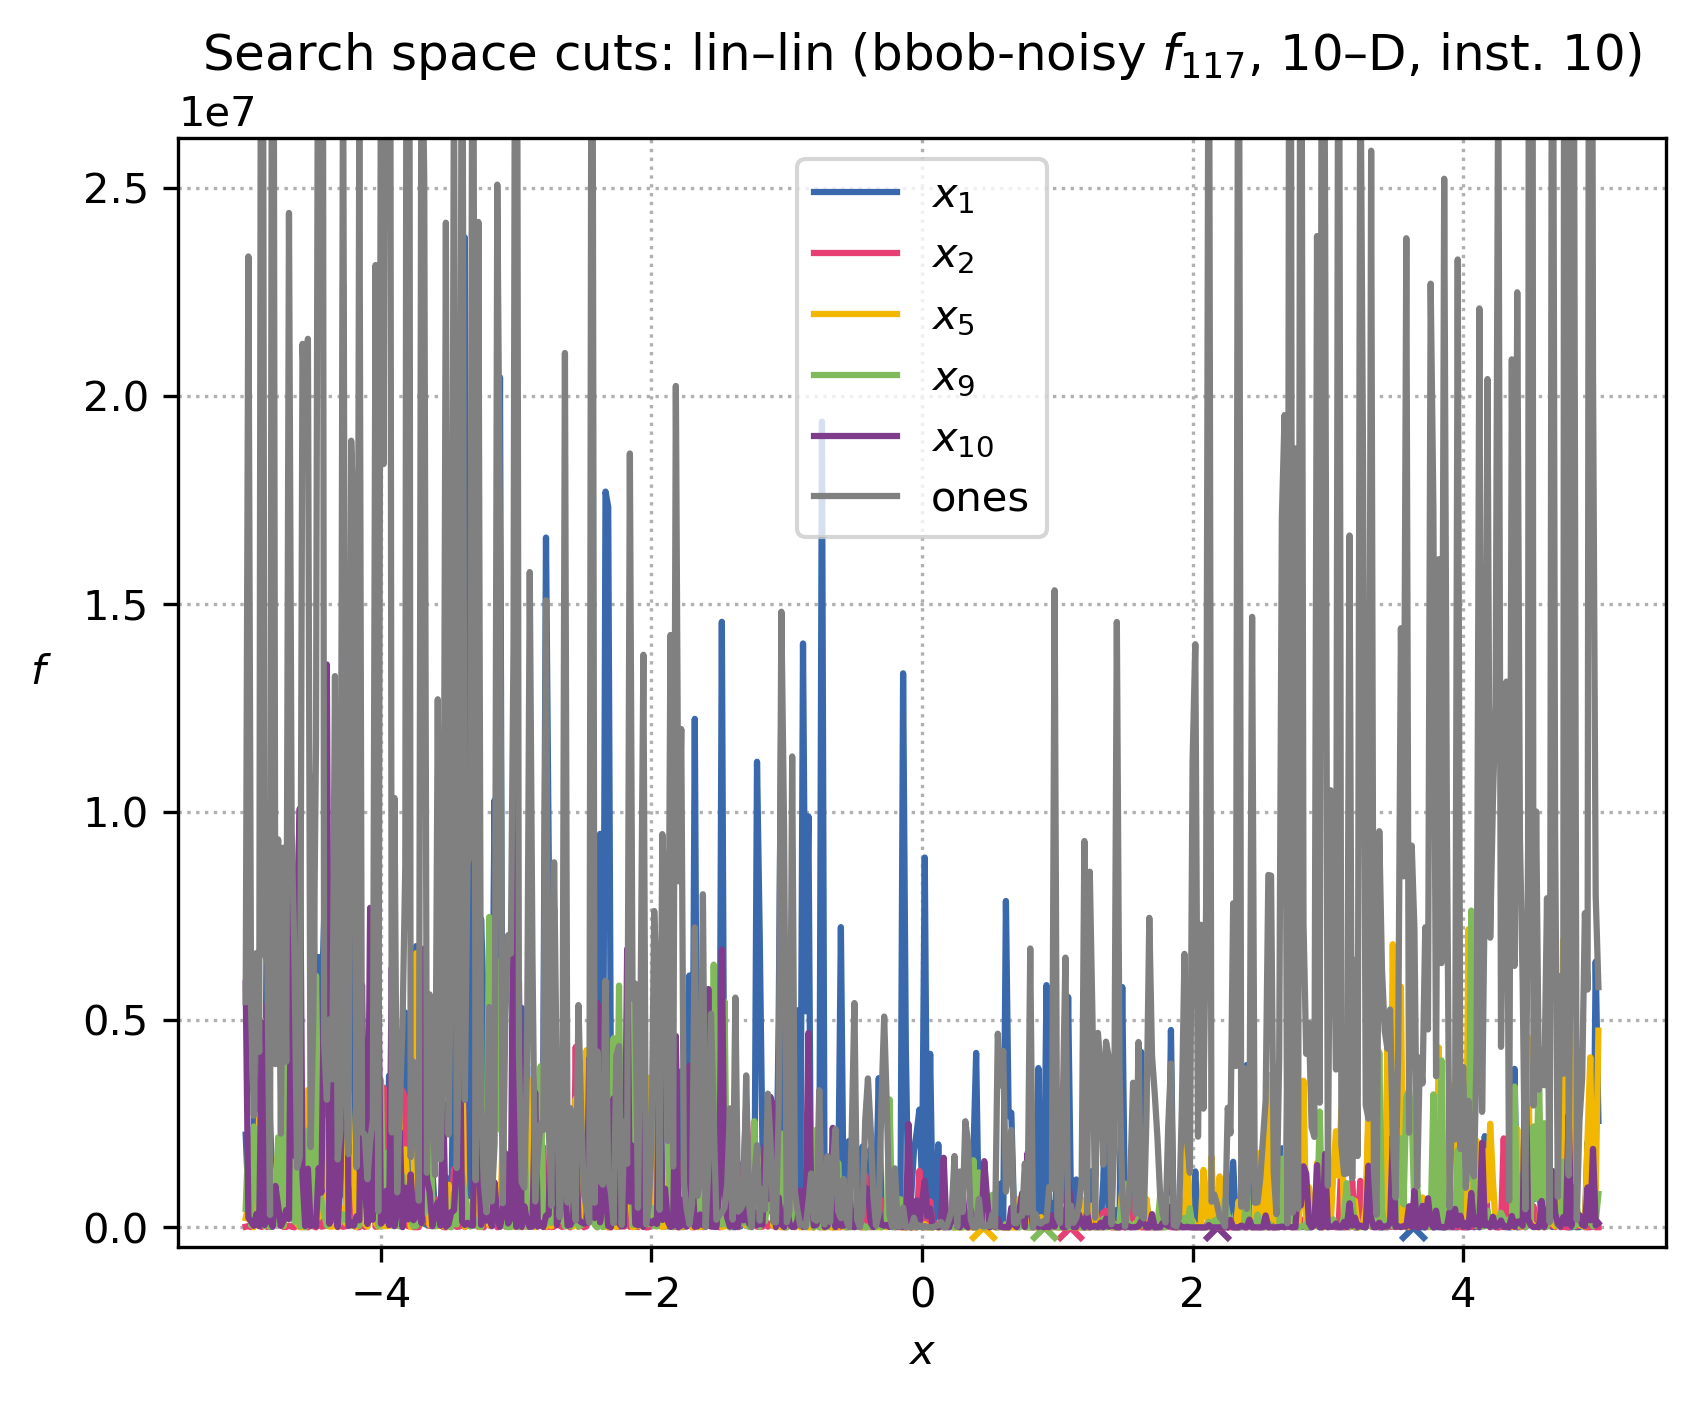 Search space cuts: lin–lin (bbob-noisy f117, 10–D, inst. 10)
1e7
2.5
2.0
1.5
1.0
0.5
0.0
f
x1
x2
x5
x9
x10
ones
−4
−2
0
2
4
x